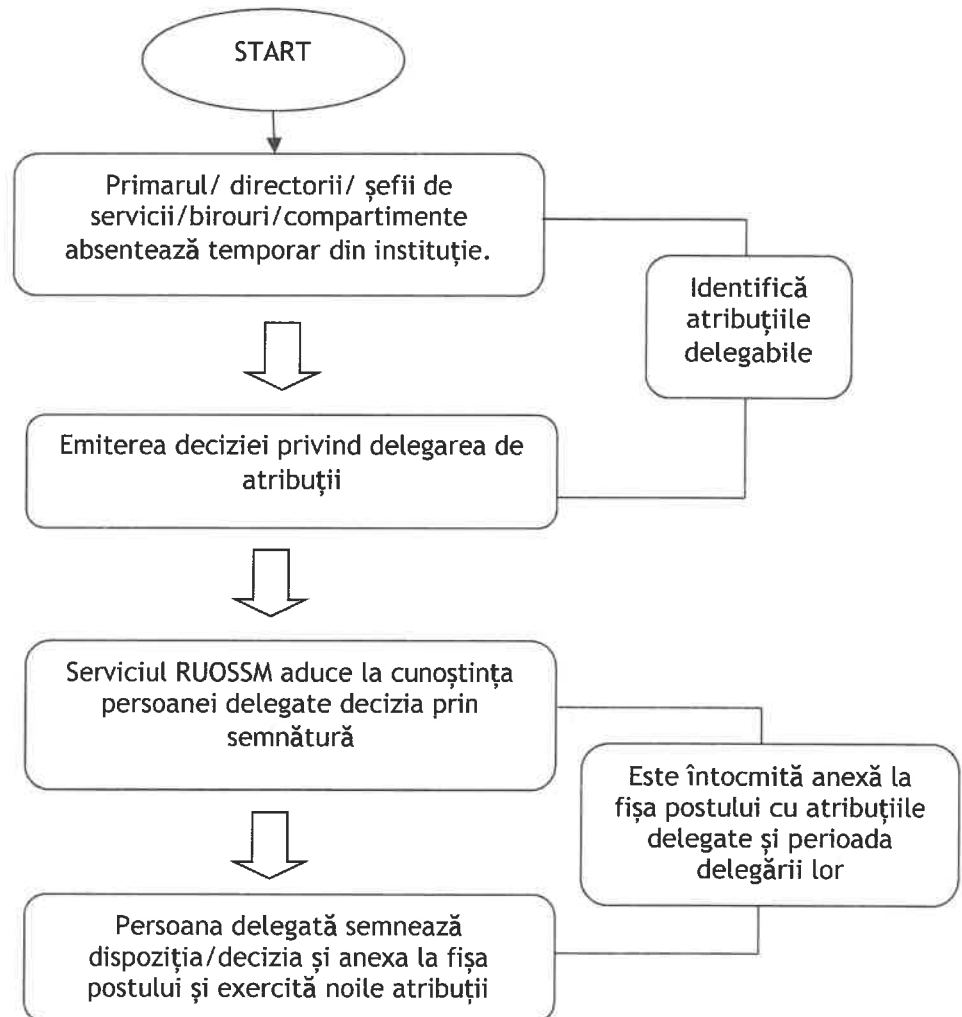 START
Primarul/ directorii/ șefii de
servicii/birouri/compartimente
absentează temporar din instituție.
Identifică
atribuțiile
delegabile
Emiterea deciziei privind delegarea de
atribuții
Serviciul RUOSSM aduce la cunoștința
persoanei delegate decizia prin
semnătură
Este întocmită anexă la
fișa postului cu atribuțiile
delegate și perioada
delegării lor
Persoana delegată semnează
dispoziția/decizia și anexa la fișa
postului și exercită noile atribuții